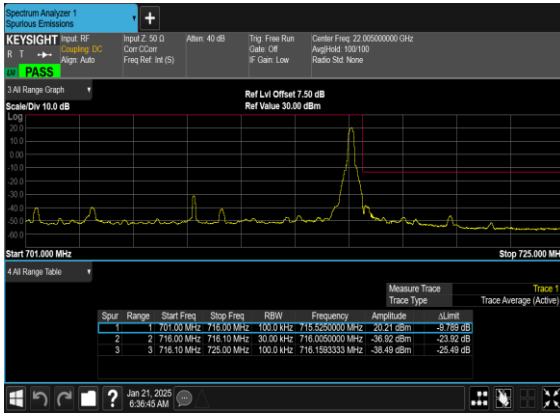 Spectrum Analyzer 1
Spurious Emissions
+
KEYSIGHT Input: RF Input Z: 50 Ω Atten: 40 dB Trig: Free Run Center Freq: 22.005000000 GHz
R T Coupling: DC Corr CCorr Gate: Off Avg|Hold: 100/100
Align: Auto Freq Ref: Int (S) IF Gain: Low Radio Std: None
PASS
3 All Range Graph
Ref Lvl Offset 7.50 dB
Scale/Div 10.0 dB Ref Value 30.00 dBm
Log
20.0
10.0
0.00
-10.0
-20.0
-30.0
-40.0
-50.0
-60.0
Start 701.000 MHz Stop 725.000 MH
4 All Range Table
Measure Trace Trace 1
Trace Type Trace Average (Active)
Spur Range Start Freq Stop Freq RBW Frequency Amplitude ΔLimit
1 1 701.00 MHz 716.00 MHz 100.0 kHz 715.5250000 MHz 20.21 dBm -9.789 dB
2 2 716.00 MHz 716.10 MHz 30.00 kHz 716.0050000 MHz -36.92 dBm -23.92 dB
3 3 716.10 MHz 725.00 MHz 100.0 kHz 716.1593333 MHz -38.49 dBm -25.49 dB
?
Jan 21, 2025
6:36:45 AM